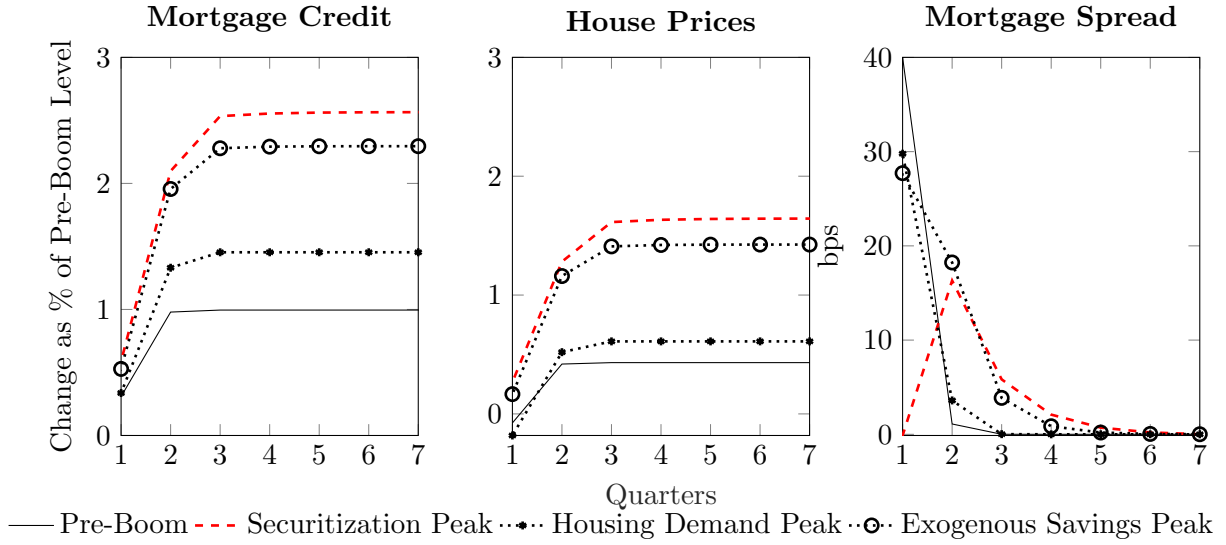 Mortgage Credit
House Prices
Mortgage Spread
Change as % of Pre-Boom Level
3
2
1
0
1 2 3 4 5 6 7
3
2
1
0
1 2 3 4 5 6 7
bps
40
30
20
10
0
1 2 3 4 5 6 7
Quarters
Pre-Boom Securitization Peak Housing Demand Peak Exogenous Savings Peak